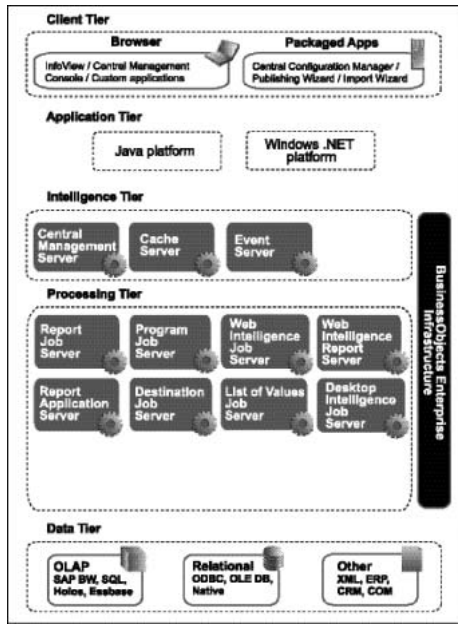 Client Tier
Browser
InfoView / Central Management
Console / Custom applications
Packaged Apps
Central Configuration Manager /
Publishing Wizard / Import Wizard
Application Tier
Java platform
Windows .NET
platform
Intelligence Tier
Central
Management
Server
Cache
Server
Event
Server
Processing Tier
Report
Job
Server
Program
Job
Server
Web
Intelligence
Job
Server
Web
Intelligence
Report
Server
Report
Application
Server
Destination
Job
Server
List of Values
Job
Server
Desktop
Intelligence
Job
Server
BusinessObjects Enterprise
Infrastructure
Data Tier
OLAP
SAP BW, SQL,
Holos, Essbase
Relational
ODBC, OLE DB,
Native
Other
XML, ERP,
CRM, COM